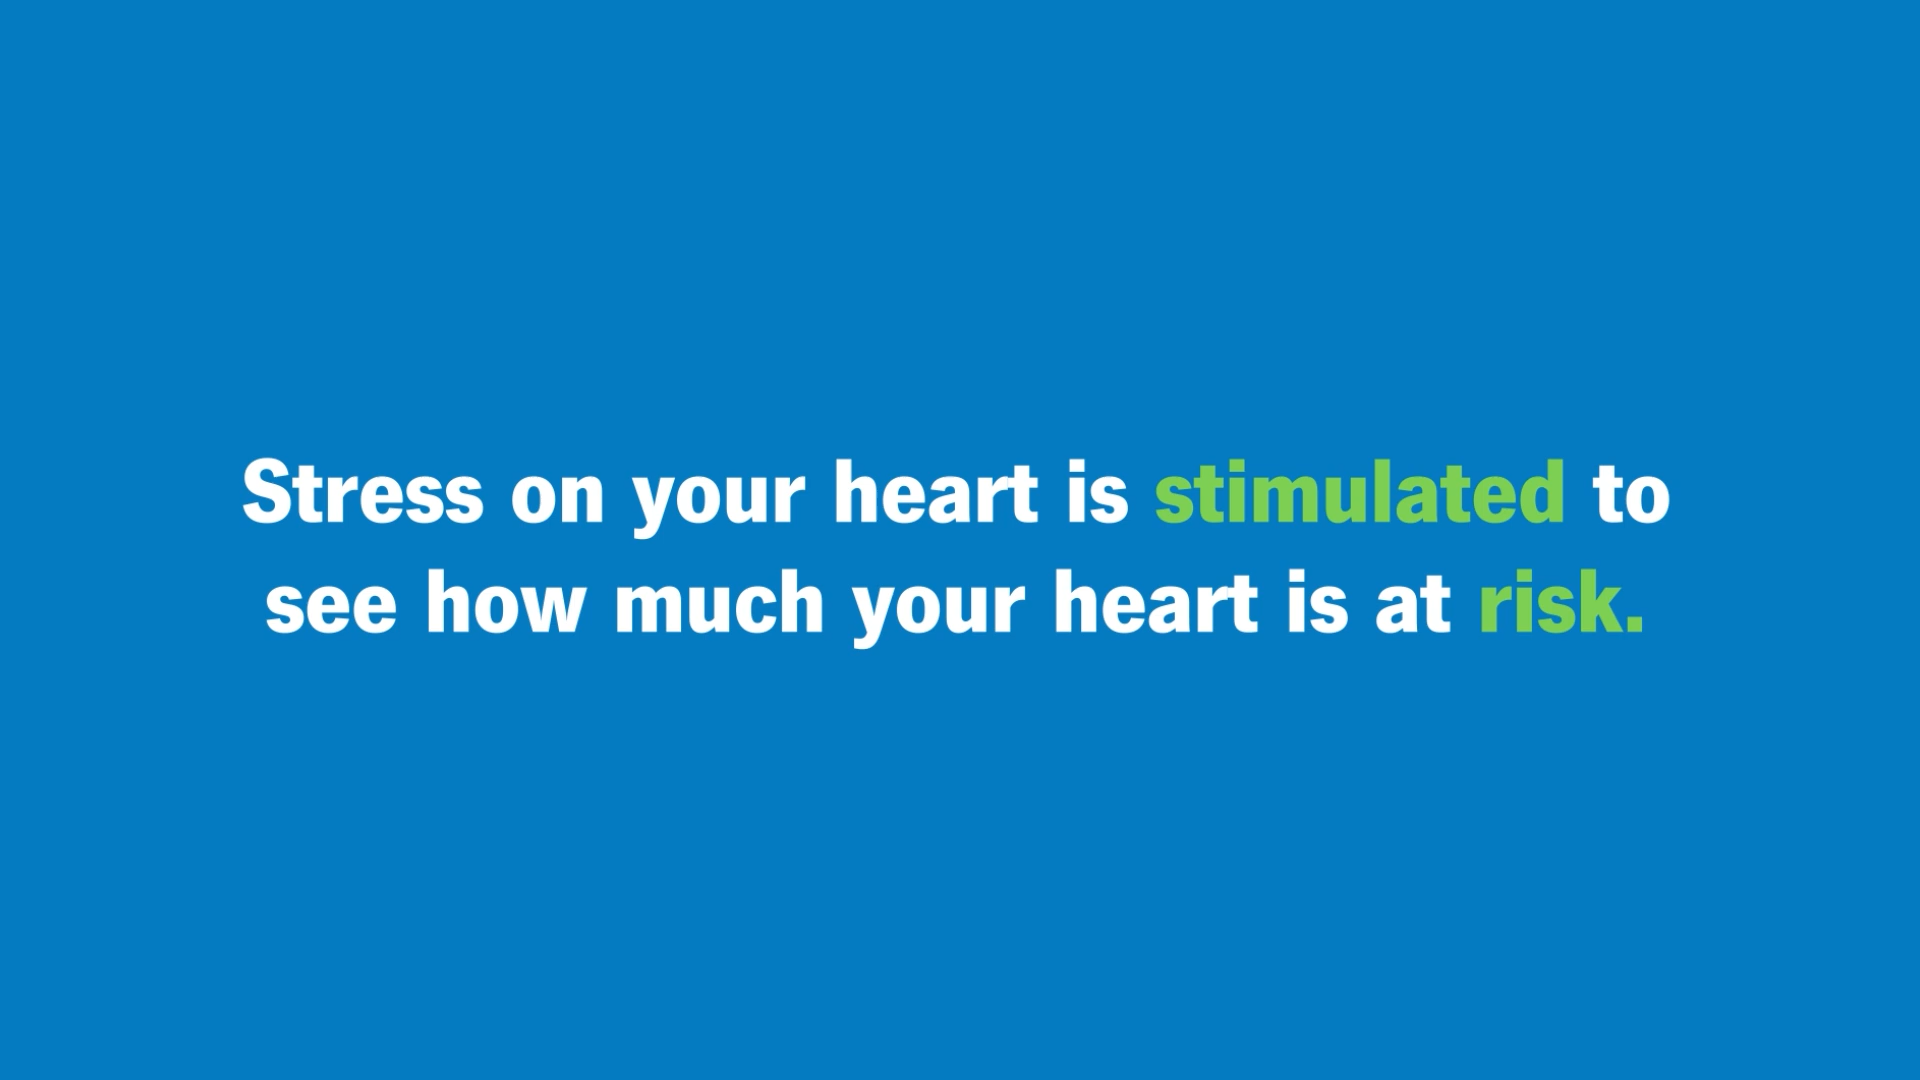 Stress on your heart is stimulated to
see how much your heart is at risk.